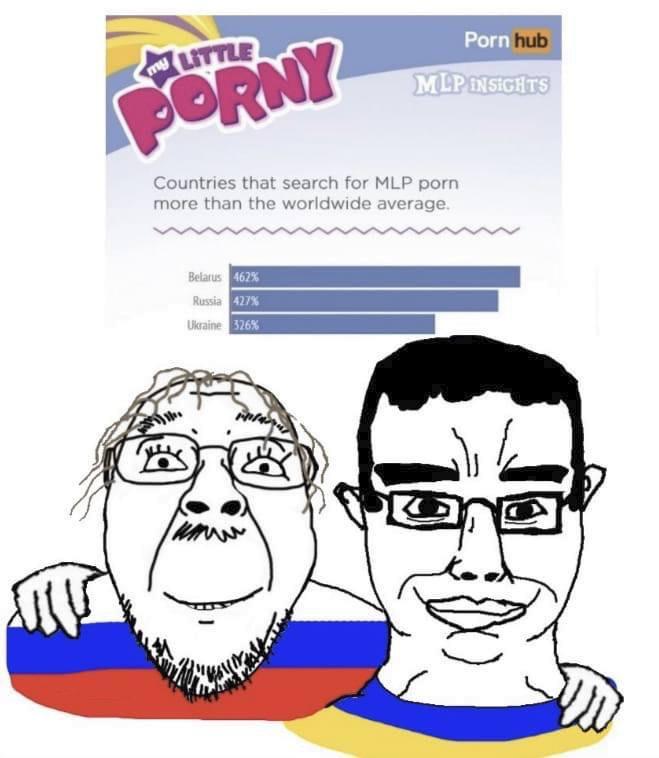 my LITTLE
PORNY
Porn hub
MLP INSIGHTS
Countries that search for MLP porn
more than the worldwide average.
Belarus 462%
Russia 427%
Ukraine 326%